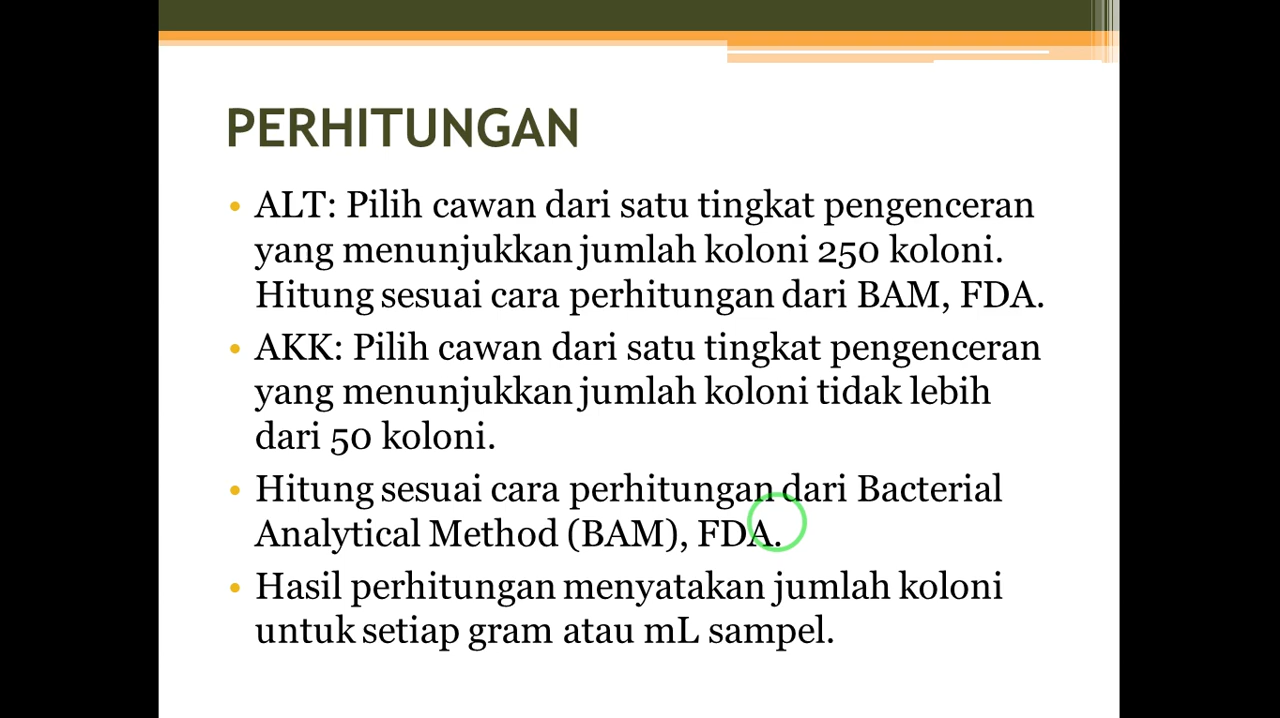 PERHITUNGAN
• ALT: Pilih cawan dari satu tingkat pengenceran
yang menunjukkan jumlah koloni 250 koloni.
Hitung sesuai cara perhitungan dari BAM, FDA.
• AKK: Pilih cawan dari satu tingkat pengenceran
yang menunjukkan jumlah koloni tidak lebih
dari 50 koloni.
• Hitung sesuai cara perhitungan dari Bacterial
Analytical Method (BAM), FDA.
• Hasil perhitungan menyatakan jumlah koloni
untuk setiap gram atau mL sampel.